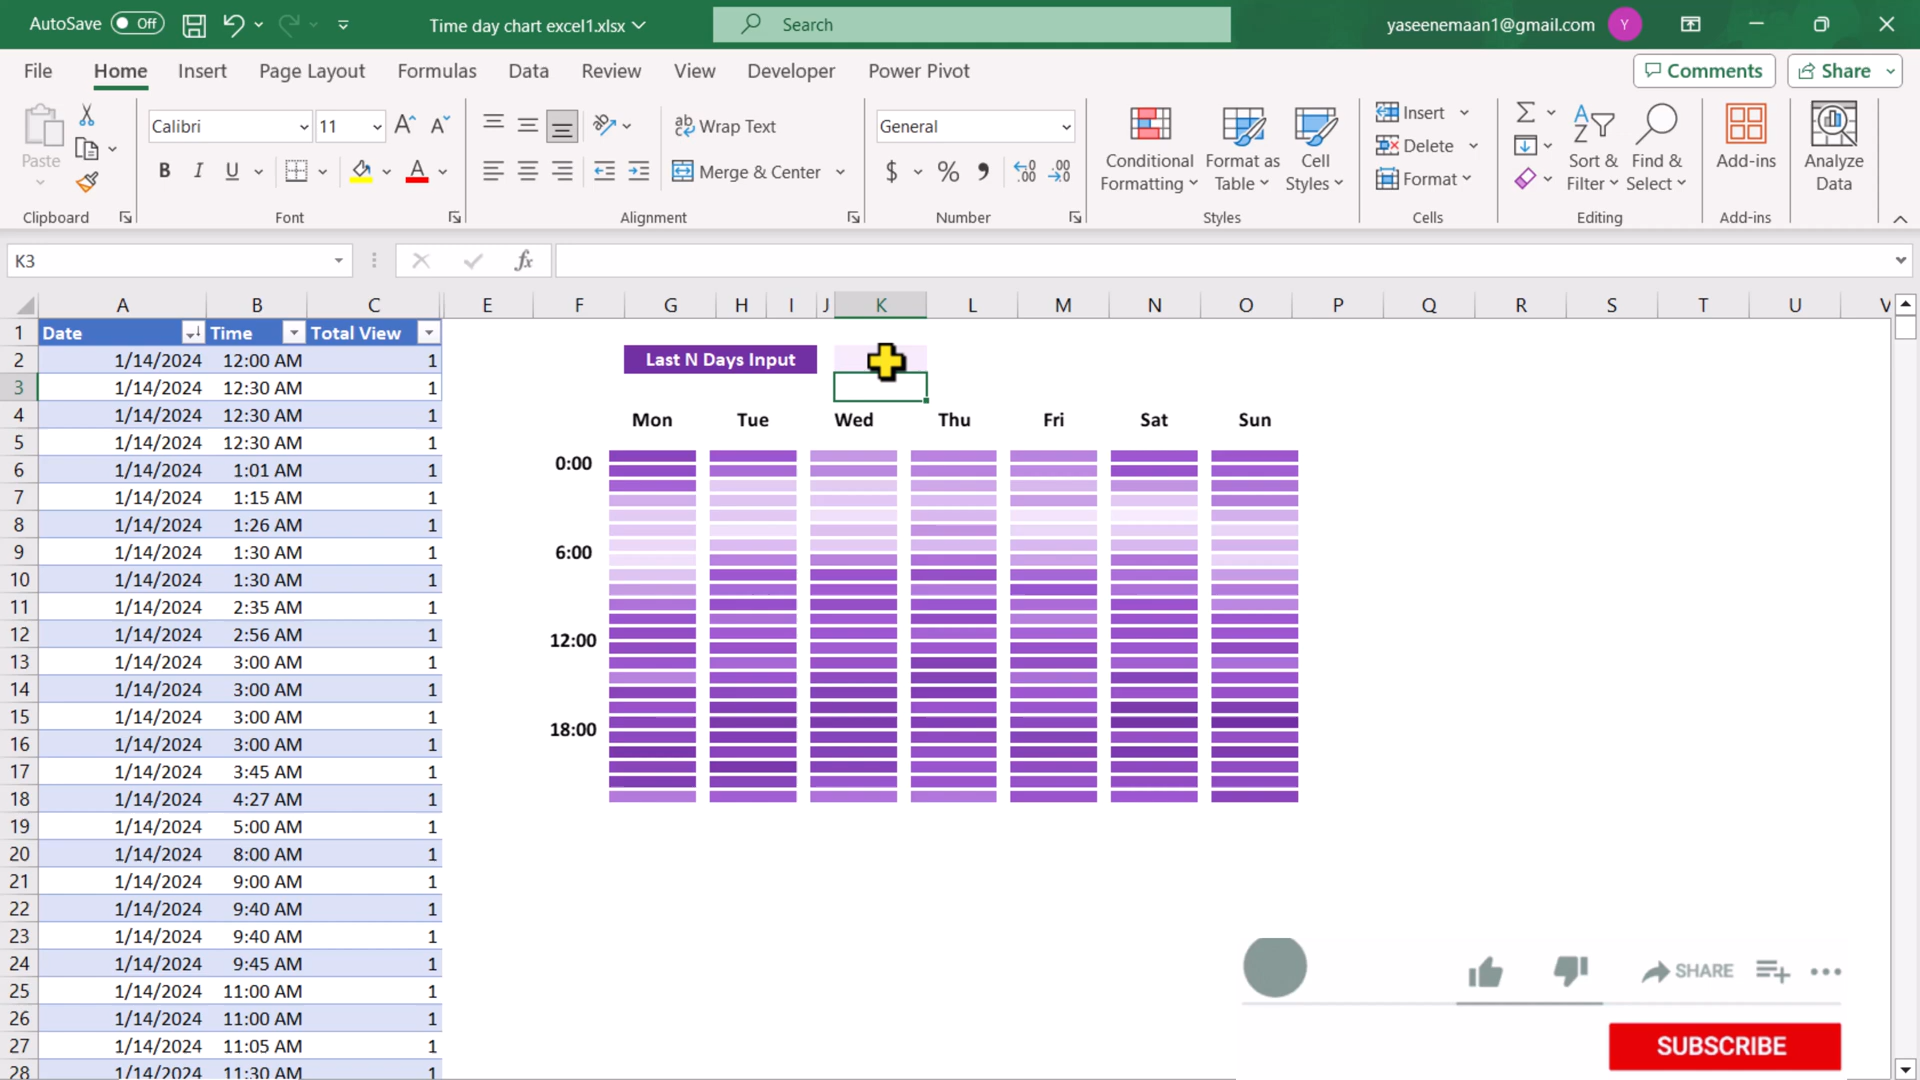 AutoSave Off Time day chart excel1.xlsx Search yaseenemaan1@gmail.com Y
File Home Insert Page Layout Formulas Data Review View Developer Power Pivot Comments Share
Paste Calibri 11 A A ab Wrap Text General Conditional Formatting Format as Table Cell Styles Insert Sort & Filter Find & Select Add-ins Analyze Data
B I U A Merge & Center $ % , .00 Delete
Format
Clipboard Font Alignment Number Styles Cells Editing Add-ins
K3 fx
A B C E F G H I J K L M N O P Q R S T U V
1 Date Time Total View
2 1/14/2024 12:00 AM 1 Last N Days Input
3 1/14/2024 12:30 AM 1
4 1/14/2024 12:30 AM 1 Mon Tue Wed Thu Fri Sat Sun
5 1/14/2024 12:30 AM 1
6 1/14/2024 1:01 AM 1 0:00
7 1/14/2024 1:15 AM 1
8 1/14/2024 1:26 AM 1
9 1/14/2024 1:30 AM 1 6:00
10 1/14/2024 1:30 AM 1
11 1/14/2024 2:35 AM 1
12 1/14/2024 2:56 AM 1 12:00
13 1/14/2024 3:00 AM 1
14 1/14/2024 3:00 AM 1
15 1/14/2024 3:00 AM 1 18:00
16 1/14/2024 3:00 AM 1
17 1/14/2024 3:45 AM 1
18 1/14/2024 4:27 AM 1
19 1/14/2024 5:00 AM 1
20 1/14/2024 8:00 AM 1
21 1/14/2024 9:00 AM 1
22 1/14/2024 9:40 AM 1
23 1/14/2024 9:40 AM 1
24 1/14/2024 9:45 AM 1 SHARE
25 1/14/2024 11:00 AM 1
26 1/14/2024 11:00 AM 1
27 1/14/2024 11:05 AM 1 SUBSCRIBE
28 1/14/2024 11:30 AM 1